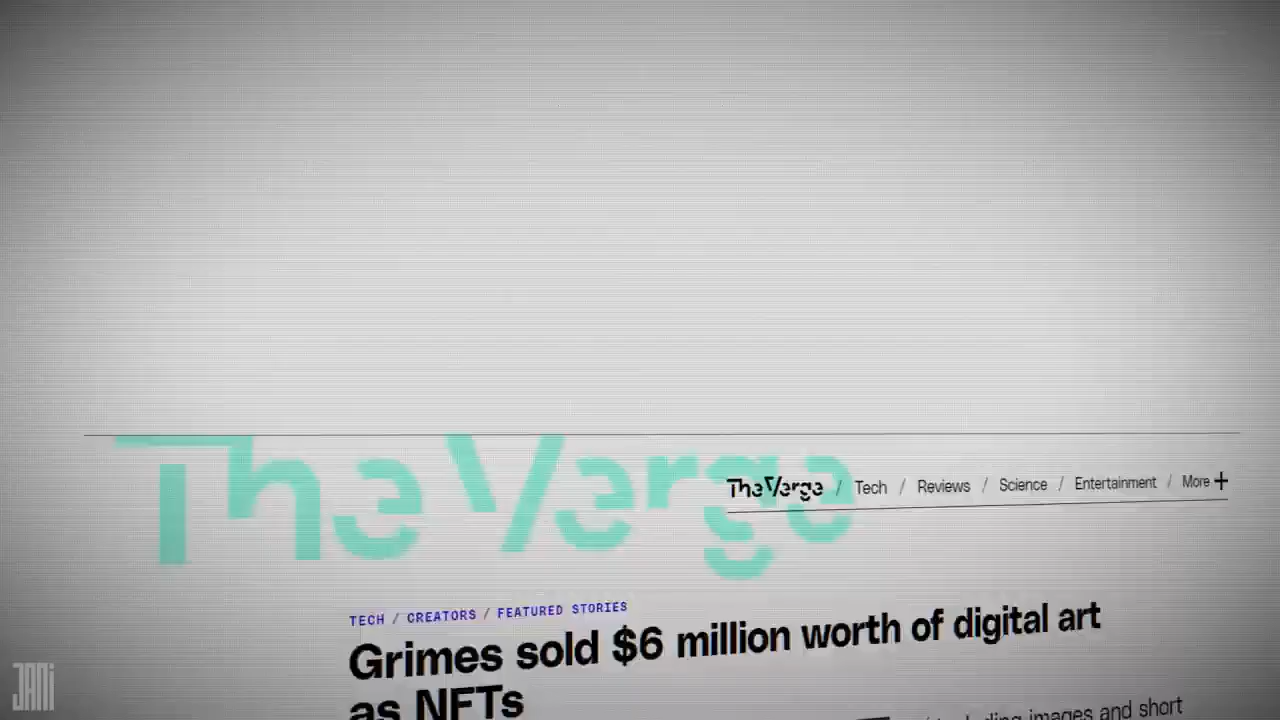 The Verge
The Verge / Tech / Reviews / Science / Entertainment / More +
TECH / CREATORS / FEATURED STORIES
Grimes sold $6 million worth of digital art
as NFTs
images and short
JANI